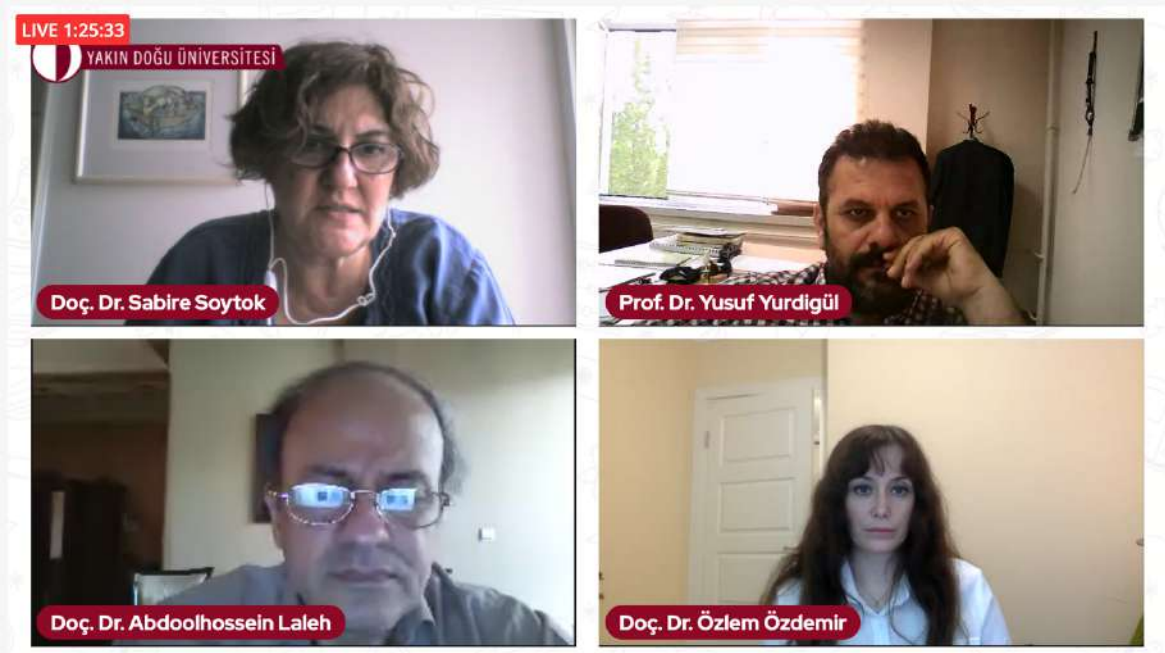 LIVE 1:25:33
YAKIN DOĞU ÜNİVERSİTESİ
Doç. Dr. Sabire Soytok
Prof. Dr. Yusuf Yurdigül
Doç. Dr. Abdoolhossein Laleh
Doç. Dr. Özlem Özdemir